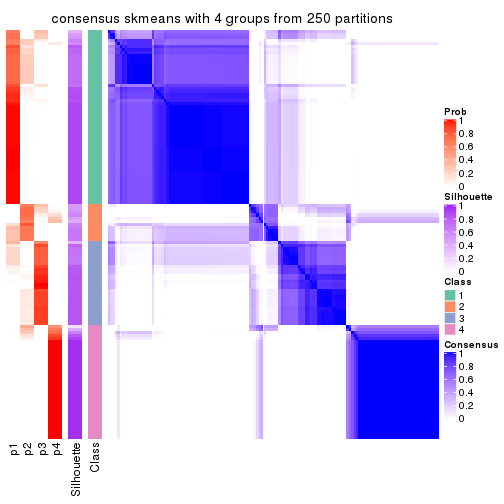 consensus skmeans with 4 groups from 250 partitions
Prob
1
0.8
0.6
0.4
0.2
0
Silhouette
1
0.8
0.6
0.4
0.2
0
Class
1
2
3
4
Consensus
1
0.8
0.6
0.4
0.2
0
p1
p2
p3
p4
Silhouette
Class